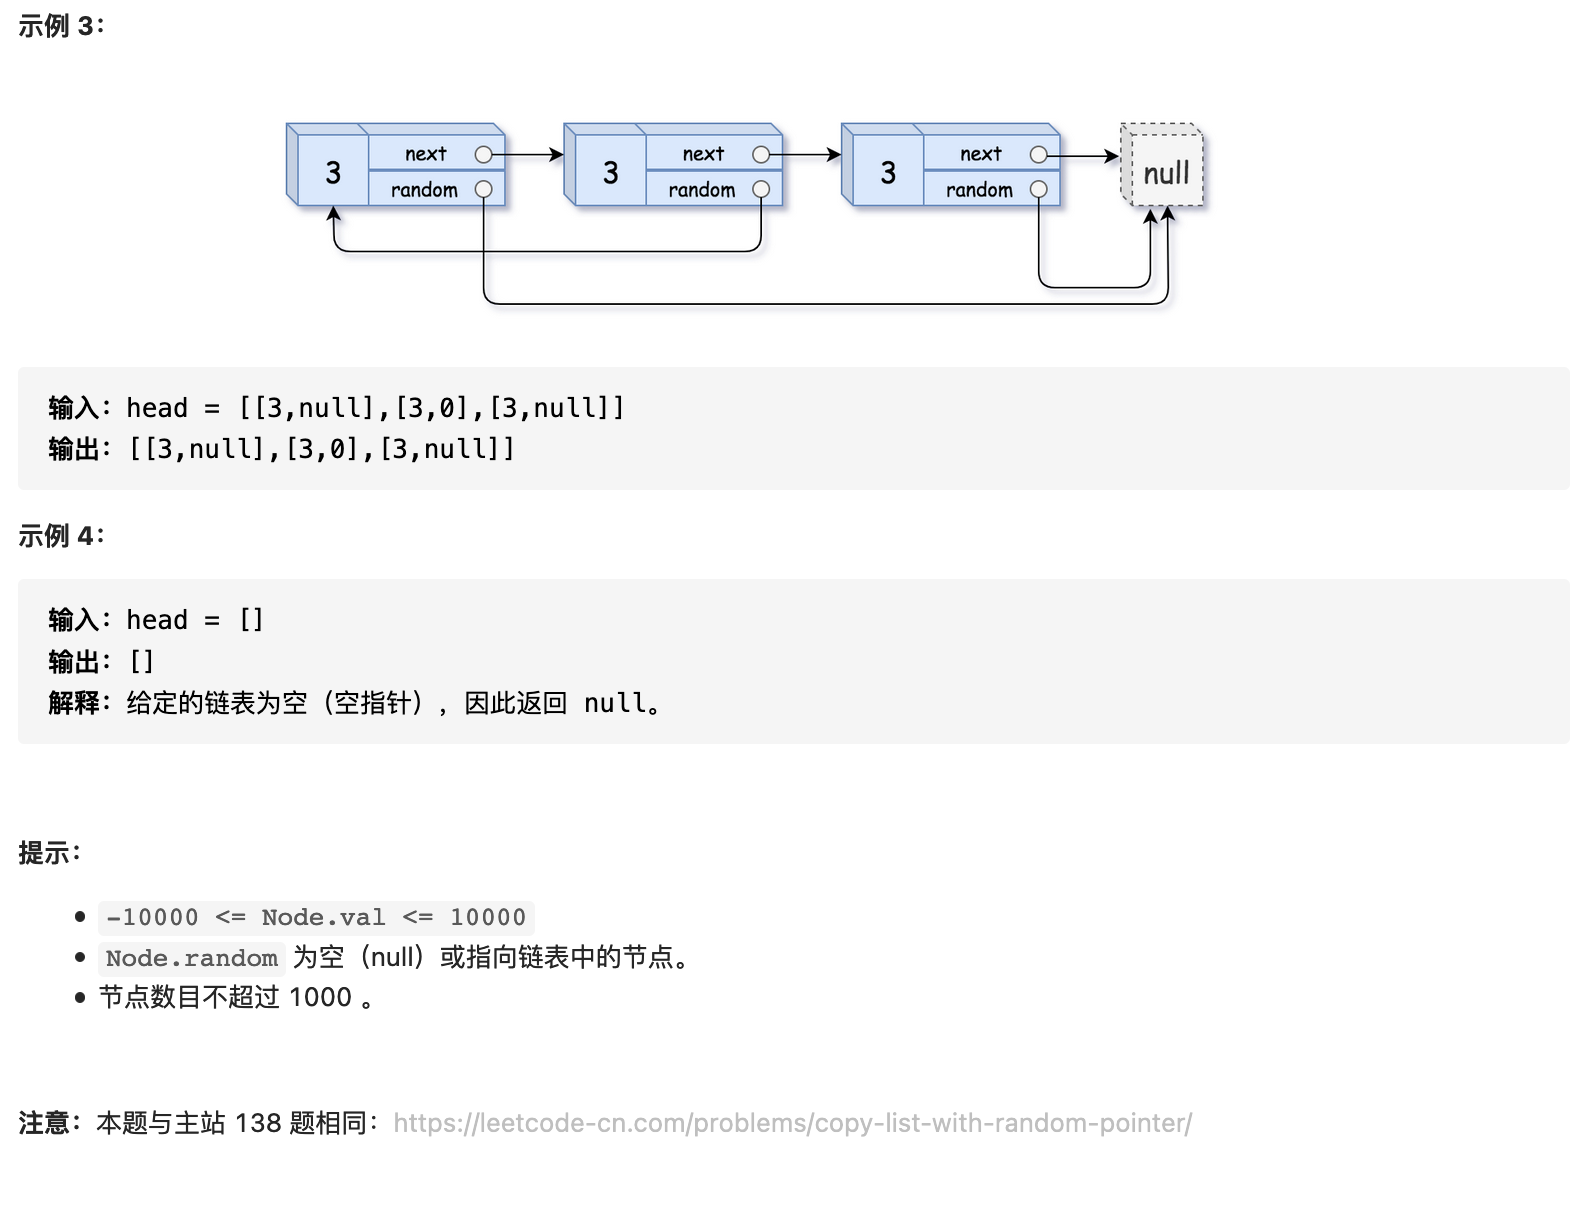 示例 3：
3 next random 3 next random 3 next random null
输入：head = [[3,null],[3,0],[3,null]]
输出：[[3,null],[3,0],[3,null]]
示例 4：
输入：head = []
输出：[]
解释：给定的链表为空（空指针），因此返回 null。
提示：
-10000 <= Node.val <= 10000
Node.random 为空（null）或指向链表中的节点。
节点数目不超过 1000 。
注意：本题与主站 138 题相同：https://leetcode-cn.com/problems/copy-list-with-random-pointer/